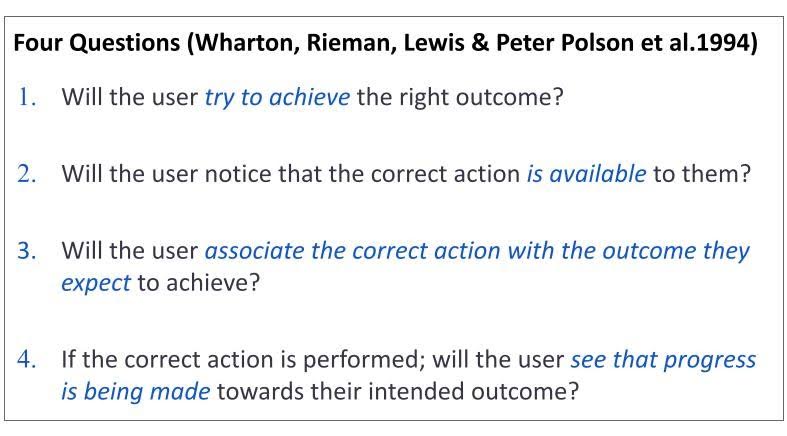 Four Questions (Wharton, Rieman, Lewis & Peter Polson et al.1994)
1. Will the user try to achieve the right outcome?
2. Will the user notice that the correct action is available to them?
3. Will the user associate the correct action with the outcome they
expect to achieve?
4. If the correct action is performed; will the user see that progress
is being made towards their intended outcome?